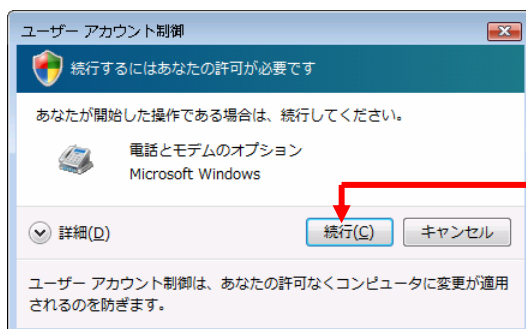 ユーザー アカウント制御
続行するにはあなたの許可が必要です
あなたが開始した操作である場合は、続行してください。
電話とモデムのオプション
Microsoft Windows
詳細(D)
続行(C)
キャンセル
ユーザー アカウント制御は、あなたの許可なくコンピュータに変更が適用
されるのを防ぎます。